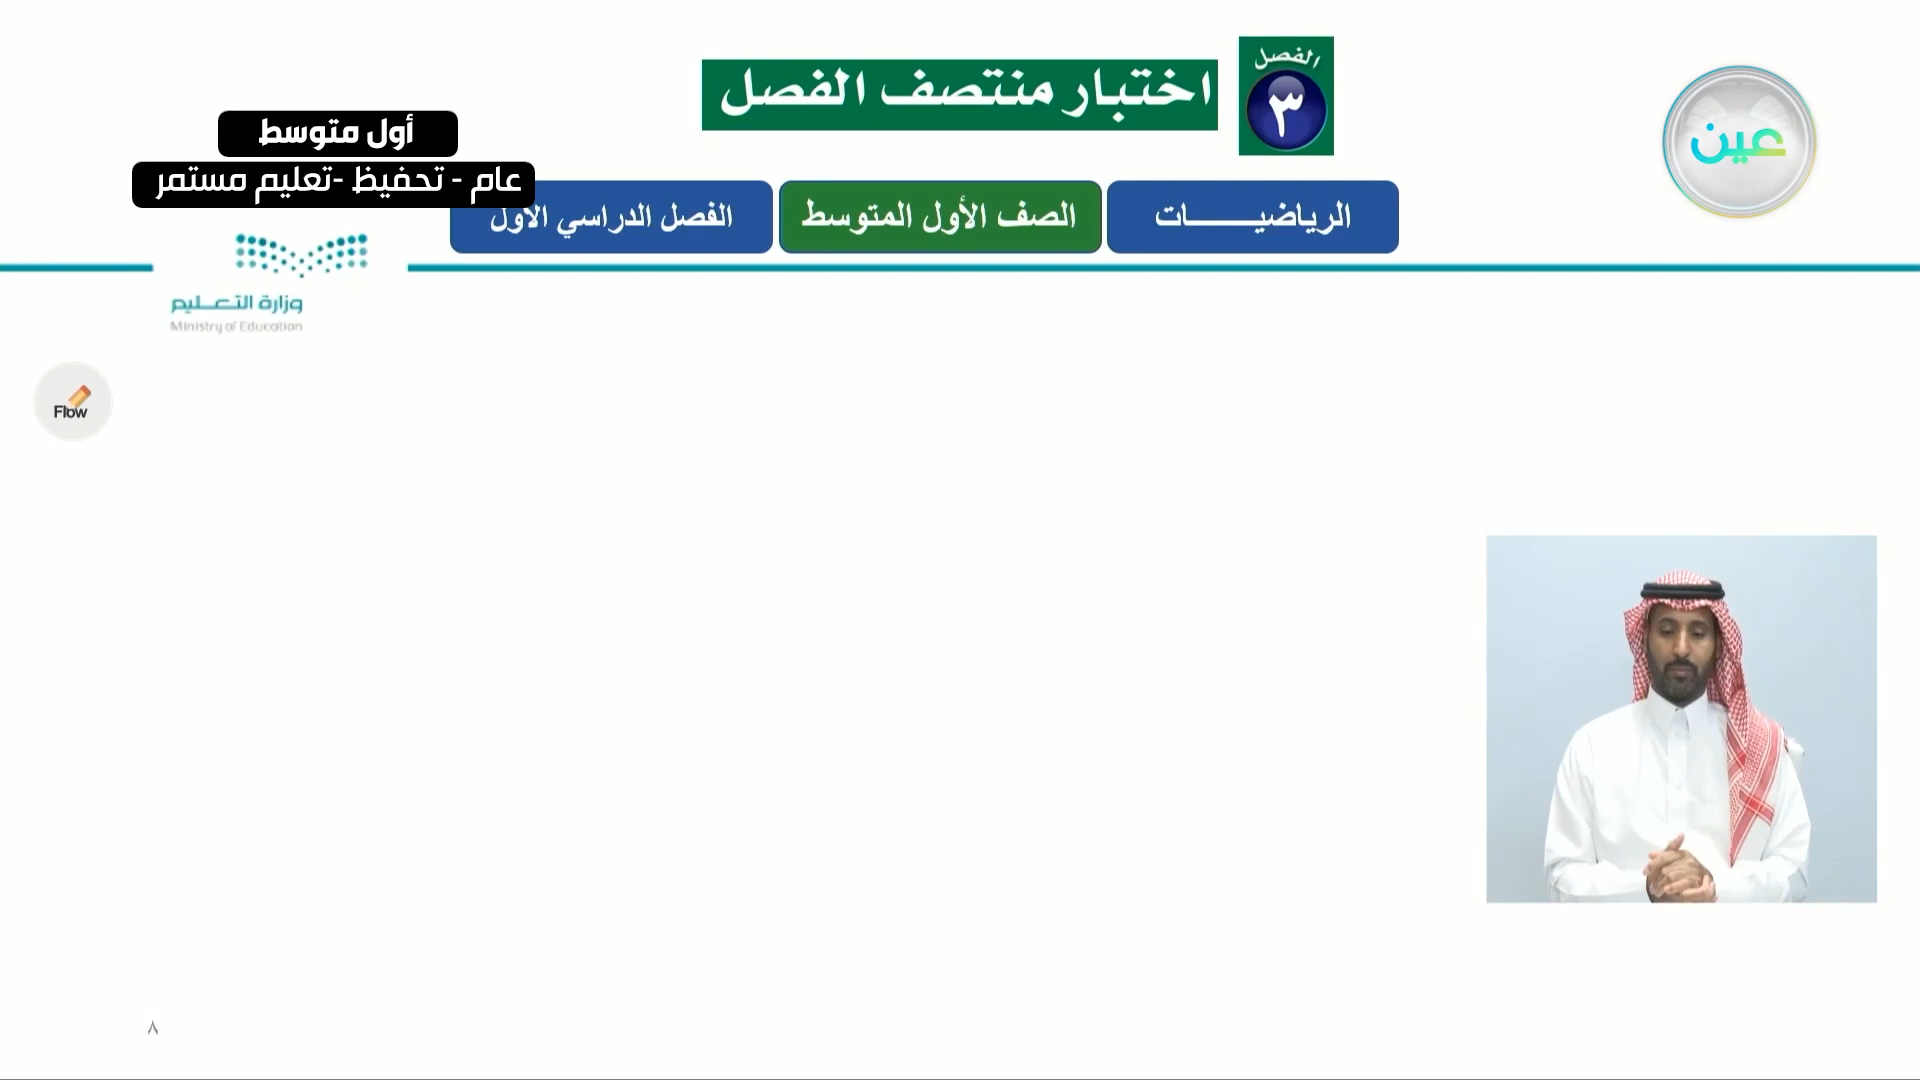 الفصل
٣
اختبار منتصف الفصل
عين
أول متوسط
عام - تحفيظ -تعليم مستمر
الرياضيـــــــــات
الصف الأول المتوسط
الفصل الدراسي الأول
وزارة التعليم
Ministry of Education
Flow
٨